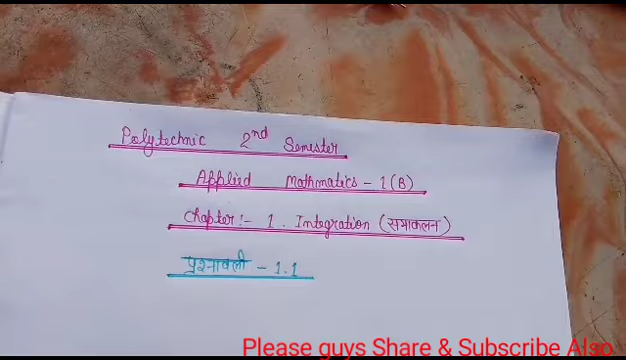 Polytechnic 2nd Semester
Applied Mathmatics - 1(B)
Chapter:- 1. Integration (समाकलन)
प्रश्नावली - 1.1
Please guys Share & Subscribe Also